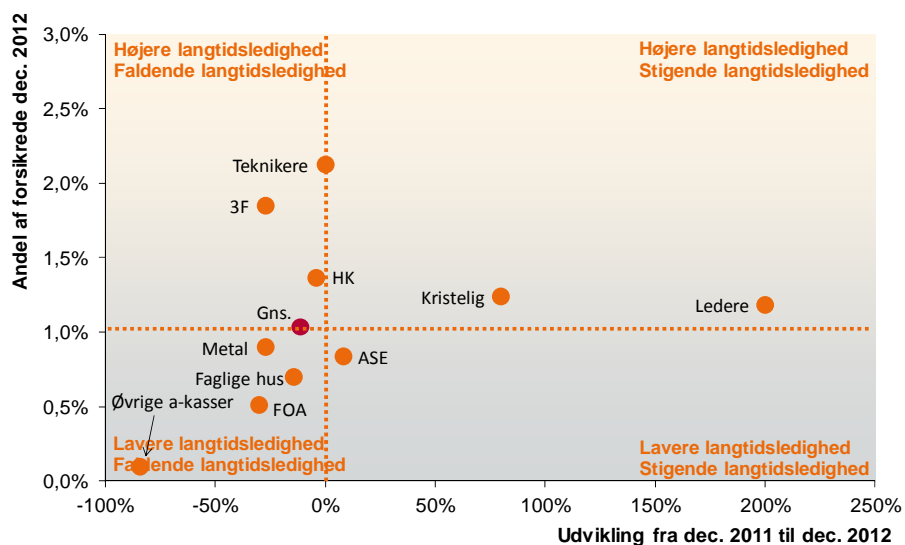 Andel af forsikrede dec. 2012
3,0%
2,5%
2,0%
1,5%
1,0%
0,5%
0,0%
Højere langtidsledighed
Faldende langtidsledighed
Højere langtidsledighed
Stigende langtidsledighed
Teknikere
3F
HK
Kristelig
Ledere
Gns.
Metal
ASE
Faglige hus
Øvrige a-kasser
FOA
Lavere langtidsledighed
Faldende langtidsledighed
Lavere langtidsledighed
Stigende langtidsledighed
-100%
-50%
0%
50%
100%
150%
200%
250%
Udvikling fra dec. 2011 til dec. 2012